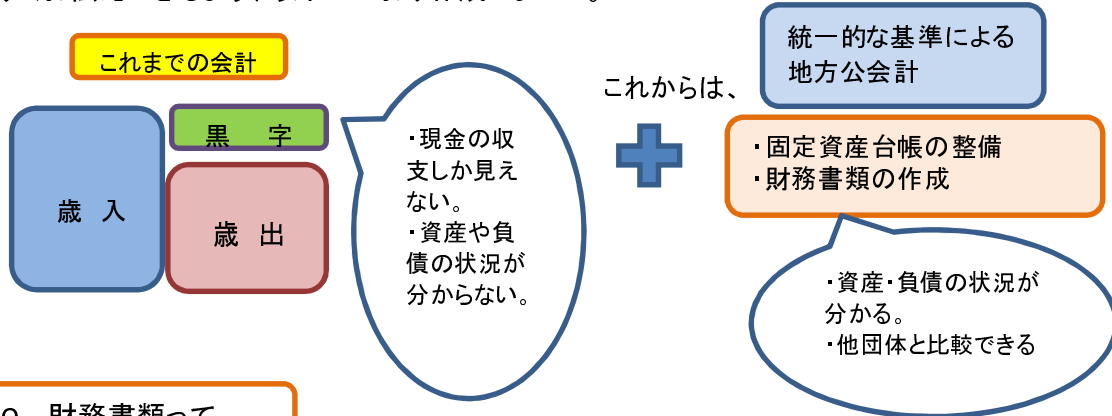 これまでの会計
歳 入
黒 字
歳 出
・現金の収
支しか見え
ない。
・資産や負
債の状況が
分からない。
これからは、
統一的な基準による
地方公会計
・固定資産台帳の整備
・財務書類の作成
・資産・負債の状況が
分かる。
・他団体と比較できる
財務書類って